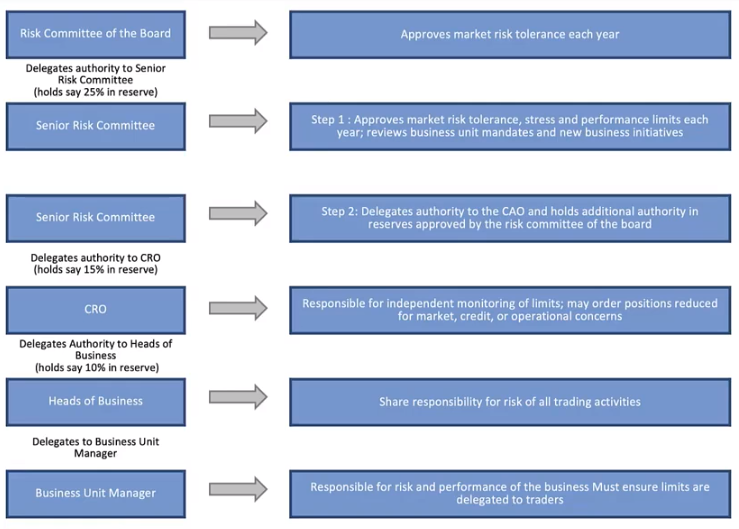 Risk Committee of the Board
Approves market risk tolerance each year
Delegates authority to Senior
Risk Committee
(holds say 25% in reserve)
Senior Risk Committee
Step 1 : Approves market risk tolerance, stress and performance limits each
year; reviews business unit mandates and new business initiatives
Senior Risk Committee
Step 2: Delegates authority to the CAO and holds additional authority in
reserves approved by the risk committee of the board
Delegates authority to CRO
(holds say 15% in reserve)
CRO
Responsible for independent monitoring of limits; may order positions reduced
for market, credit, or operational concerns
Delegates Authority to Heads of
Business
(holds say 10% in reserve)
Heads of Business
Share responsibility for risk of all trading activities
Delegates to Business Unit
Manager
Business Unit Manager
Responsible for risk and performance of the business Must ensure limits are
delegated to traders